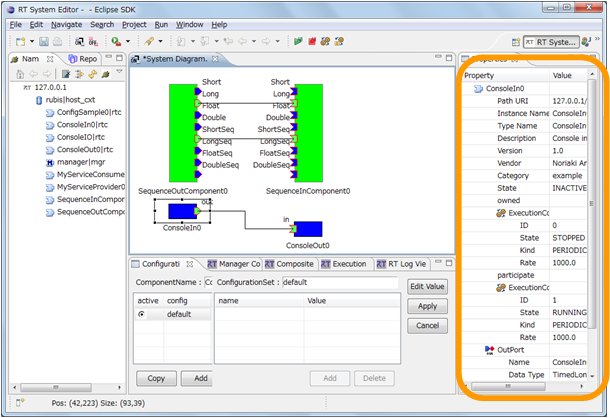 RT System Editor - - Eclipse SDK
File Edit Navigate Search Project Run Window Help
RT Syste...
Nam
Repo
127.0.0.1
rubis|host_cxt
ConfigSample0|rtc
ConsoleIn0|rtc
ConsoleIO|rtc
ConsoleOut0|rtc
manager|mgr
MyServiceConsume
MyServiceProvider0
SequenceInCompor
SequenceOutCompo
*System Diagram.
Short
Long
Float
Double
ShortSeq
LongSeq
FloatSeq
DoubleSeq
SequenceOutComponent0
Short
Long
Float
Double
ShortSeq
LongSeq
FloatSeq
DoubleSeq
SequenceInComponent0
out
ConsoleIn0
in
ConsoleOut0
Configurati
Manager Co
Composite
Execution
RT Log Vie
ComponentName : ConfigurationSet : default
active config
default
name Value
Edit Value
Apply
Cancel
Copy Add
Add Delete
Property Value
ConsoleIn0
Path URI 127.0.0.1/
Instance Name ConsoleIn
Type Name ConsoleIn
Description Console in
Version 1.0
Vendor Noriaki Ar
Category example
State INACTIVE
owned
ExecutionCo
ID 0
State STOPPED
Kind PERIODIC
Rate 1000.0
participate
ExecutionCo
ID 1
State RUNNING
Kind PERIODIC
Rate 1000.0
OutPort
Name ConsoleIn
Data Type TimedLon
Pos: (42,223) Size: (93,39)